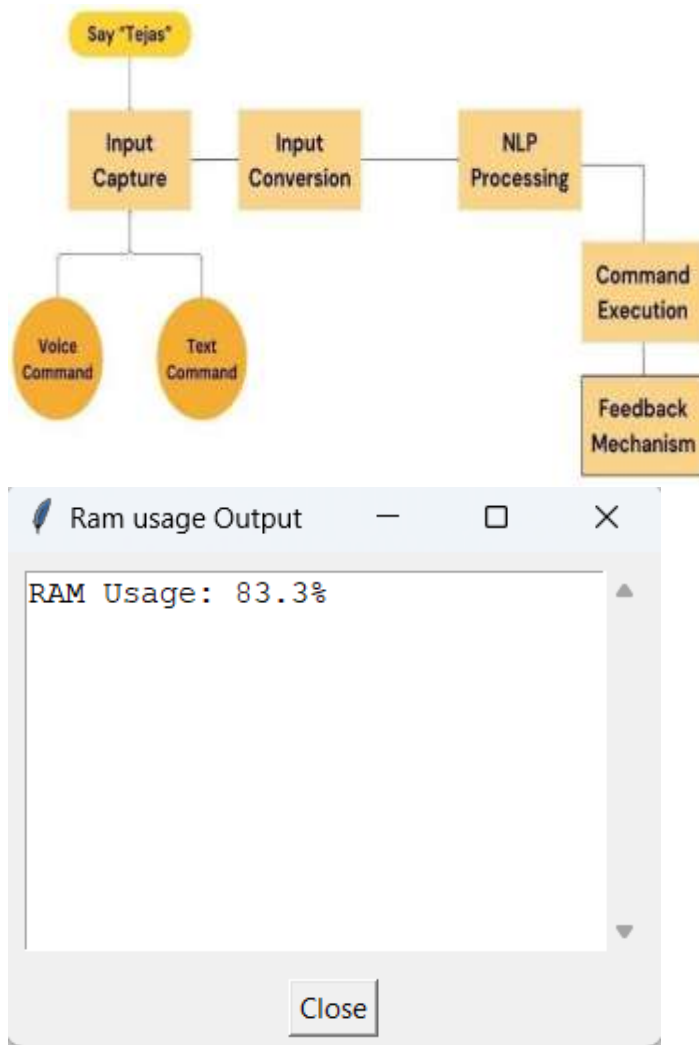 Say "Tejas"
Input
Capture
Input
Conversion
NLP
Processing
Command
Execution
Voice
Command
Text
Command
Feedback
Mechanism
Ram usage Output
RAM Usage: 83.3%
Close